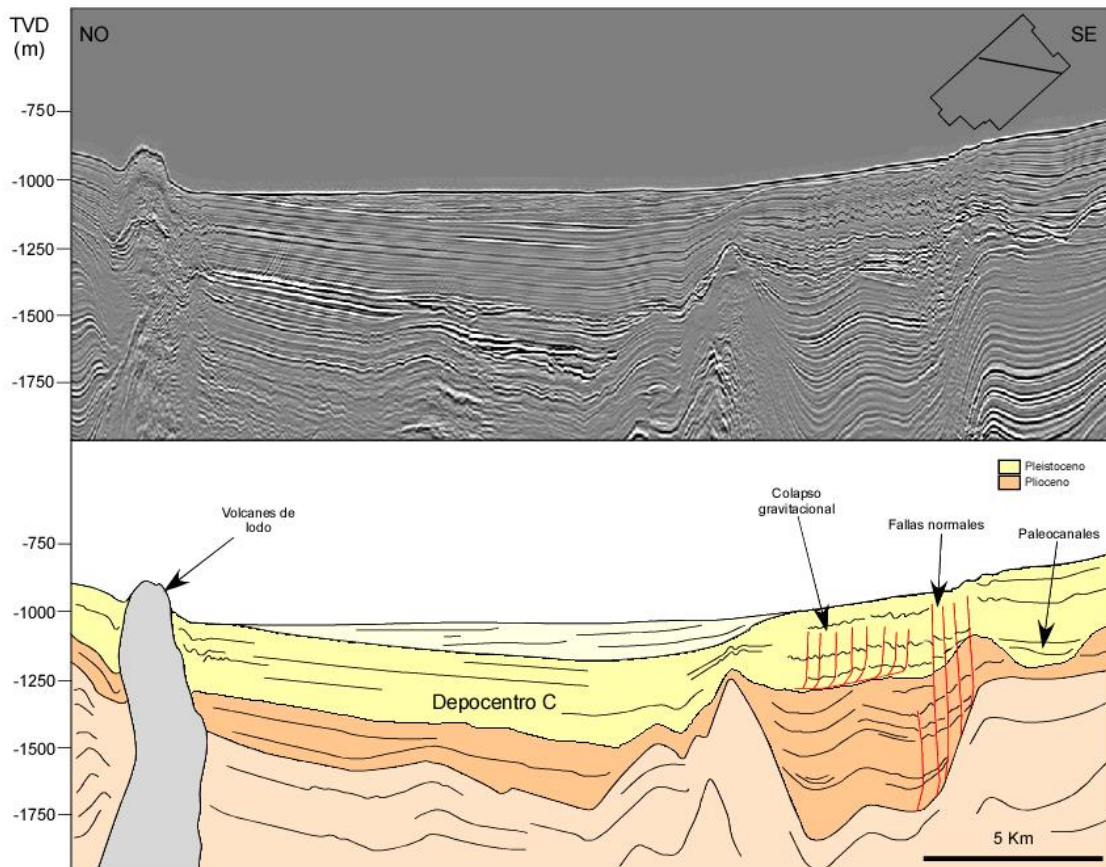 TVD
(m)
NO
SE
-750
-1000
-1250
-1500
-1750
Pleistoceno
Plioceno
Volcanes de
lodo
Colapso
gravitacional
Fallas normales
Paleocanales
-750
-1000
-1250
-1500
-1750
Depocentro C
5 Km